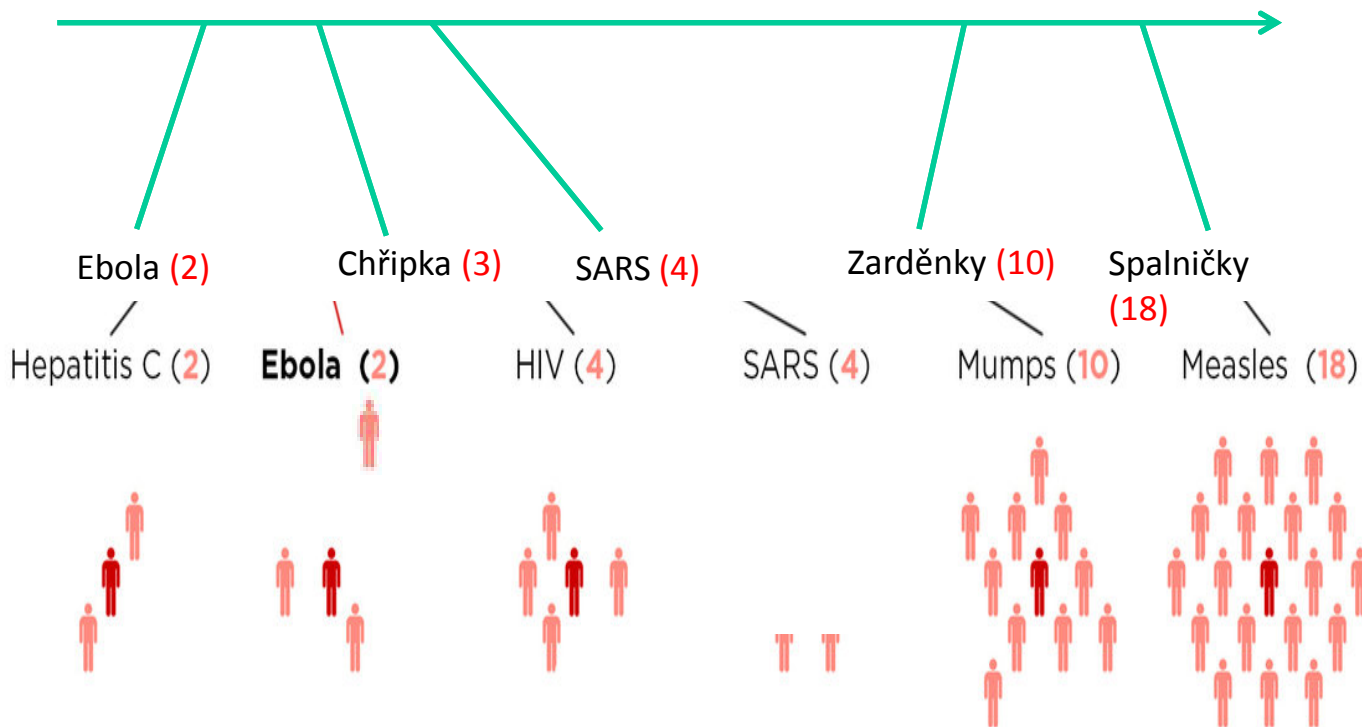 Ebola (2)
Chřipka (3)
SARS (4)
Zarděnky (10)
Spalničky
(18)
Hepatitis C (2)
Ebola (2)
HIV (4)
SARS (4)
Mumps (10)
Measles (18)